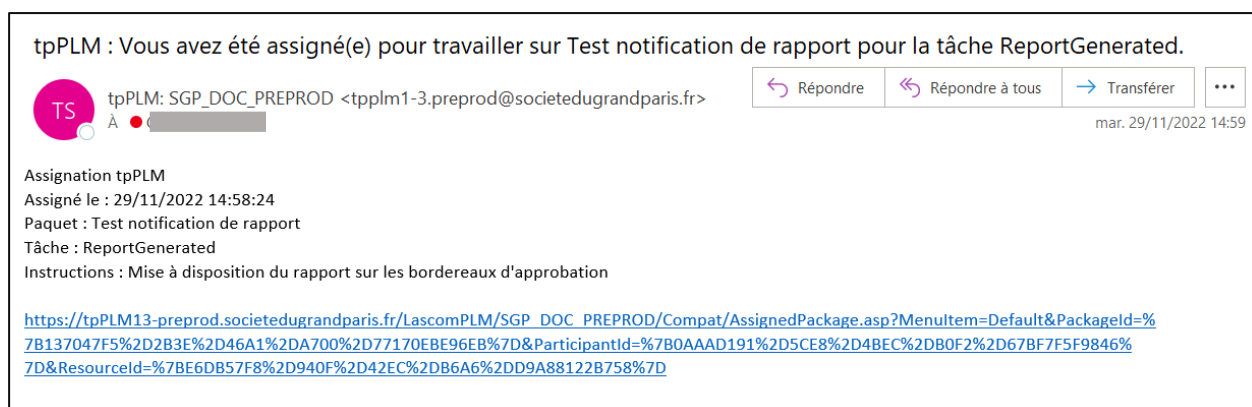 tpPLM : Vous avez été assigné(e) pour travailler sur Test notification de rapport pour la tâche ReportGenerated.
TS
tpPLM: SGP_DOC_PREPROD <tpplm1-3.preprod@societedugrandparis.fr>
À
Répondre
Répondre à tous
Transférer
mar. 29/11/2022 14:59
Assignation tpPLM
Assigné le : 29/11/2022 14:58:24
Paquet : Test notification de rapport
Tâche : ReportGenerated
Instructions : Mise à disposition du rapport sur les bordereaux d'approbation
https://tpPLM13-preprod.societedugrandparis.fr/LascomPLM/SGP_DOC_PREPROD/Compat/AssignedPackage.asp?MenuItem=Default&PackageId=%
7B137047F5%2D2B3E%2D46A1%2DA700%2D77170EBE96EB%7D&ParticipantId=%7B0AAAD191%2D5CE8%2D4BEC%2DB0F2%2D67BF7F5F9846%
7D&ResourceId=%7BE6DB57F8%2D940F%2D42EC%2DB6A6%2DD9A88122B758%7D